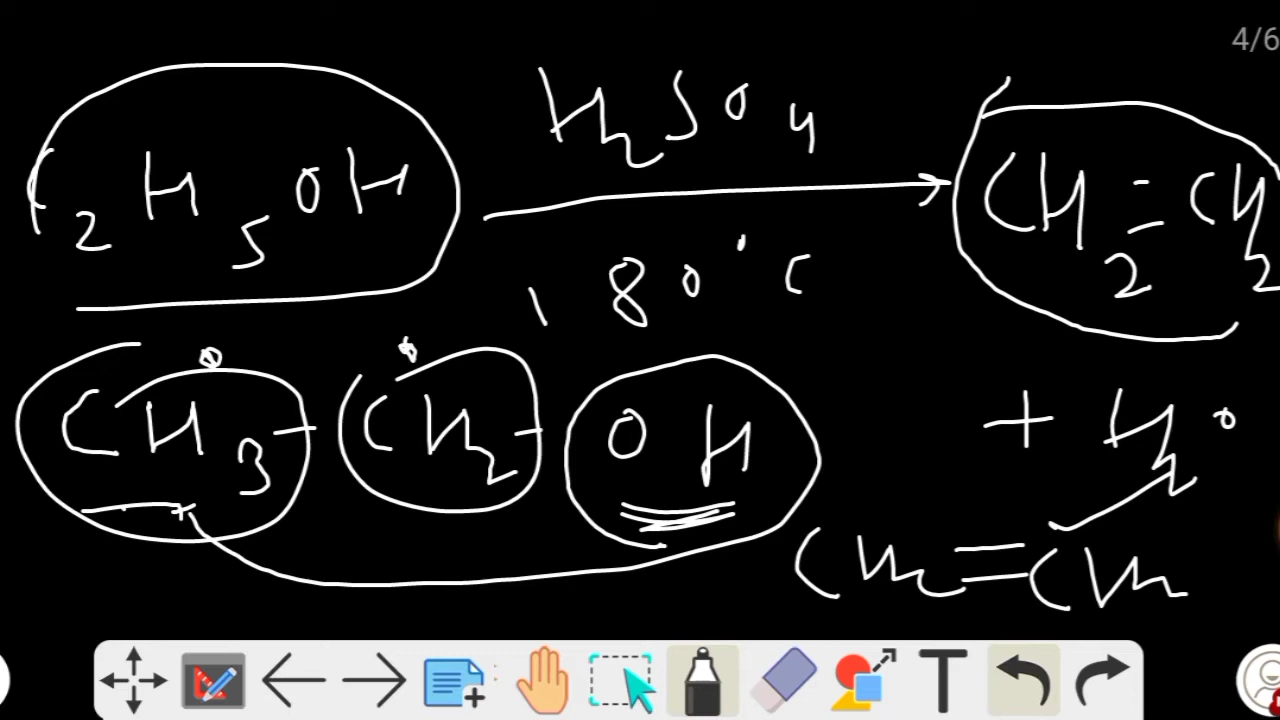 4/6
C2H5OH H2SO4 → CH2=CH2
180°C
CH3-CH2-OH + H2O
CH2=CH2